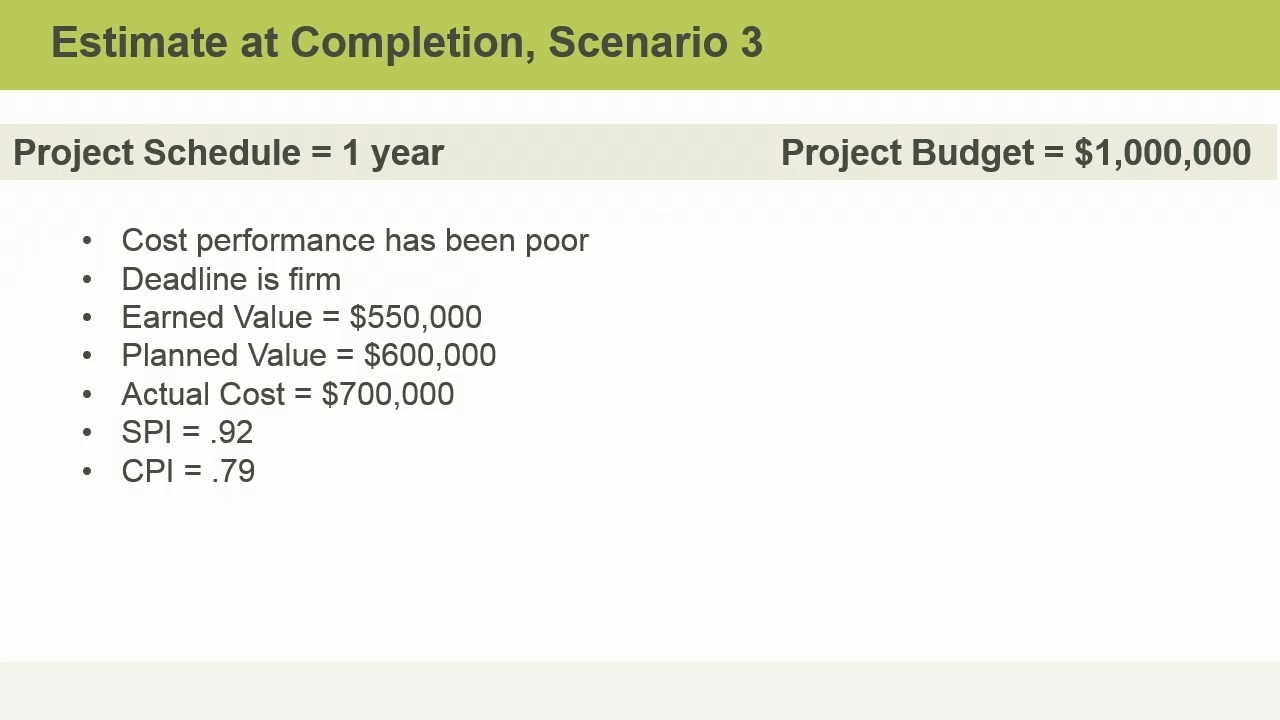 Estimate at Completion, Scenario 3
Project Schedule = 1 year
Project Budget = $1,000,000
• Cost performance has been poor
• Deadline is firm
• Earned Value = $550,000
• Planned Value = $600,000
• Actual Cost = $700,000
• SPI = .92
• CPI = .79